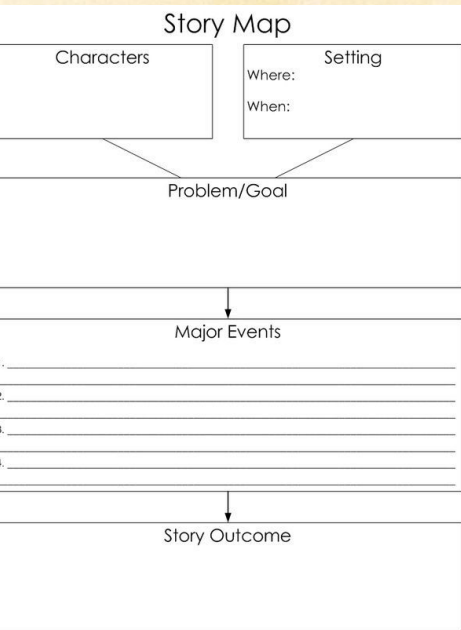 Story Map
Characters
Setting
Where:
When:
Problem/Goal
Major Events
Story Outcome